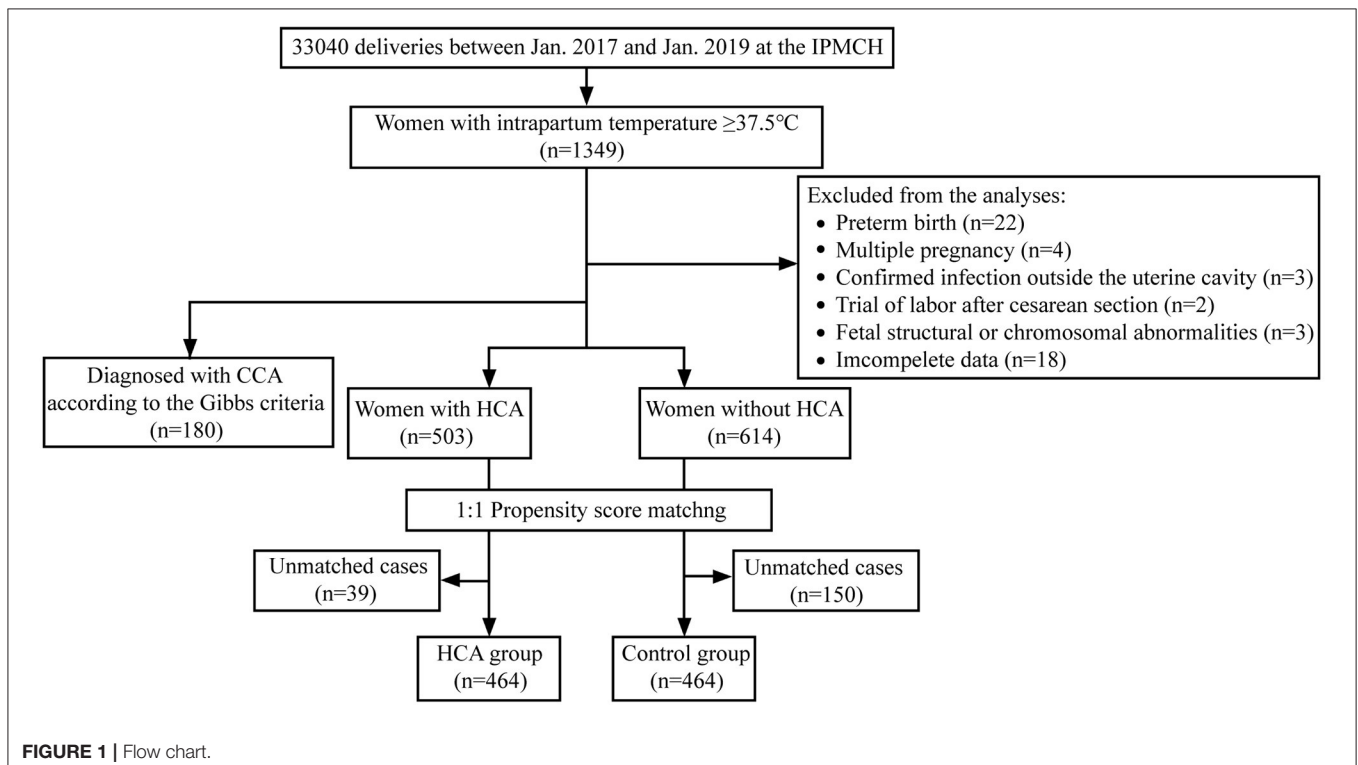 33040 deliveries between Jan. 2017 and Jan. 2019 at the IPMCH
Women with intrapartum temperature ≥37.5℃
(n=1349)
Excluded from the analyses:
• Preterm birth (n=22)
• Multiple pregnancy (n=4)
• Confirmed infection outside the uterine cavity (n=3)
• Trial of labor after cesarean section (n=2)
• Fetal structural or chromosomal abnormalities (n=3)
• Imcompelete data (n=18)
Diagnosed with CCA
according to the Gibbs criteria
(n=180)
Women with HCA
(n=503)
Women without HCA
(n=614)
1:1 Propensity score matchng
Unmatched cases
(n=39)
Unmatched cases
(n=150)
HCA group
(n=464)
Control group
(n=464)
FIGURE 1 | Flow chart.